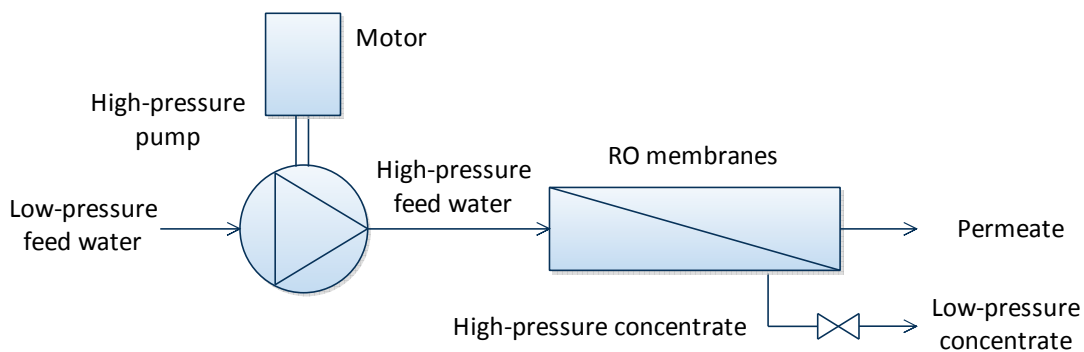 Motor
High-pressure
pump
RO membranes
High-pressure
feed water
Low-pressure
feed water
Permeate
High-pressure concentrate
Low-pressure
concentrate